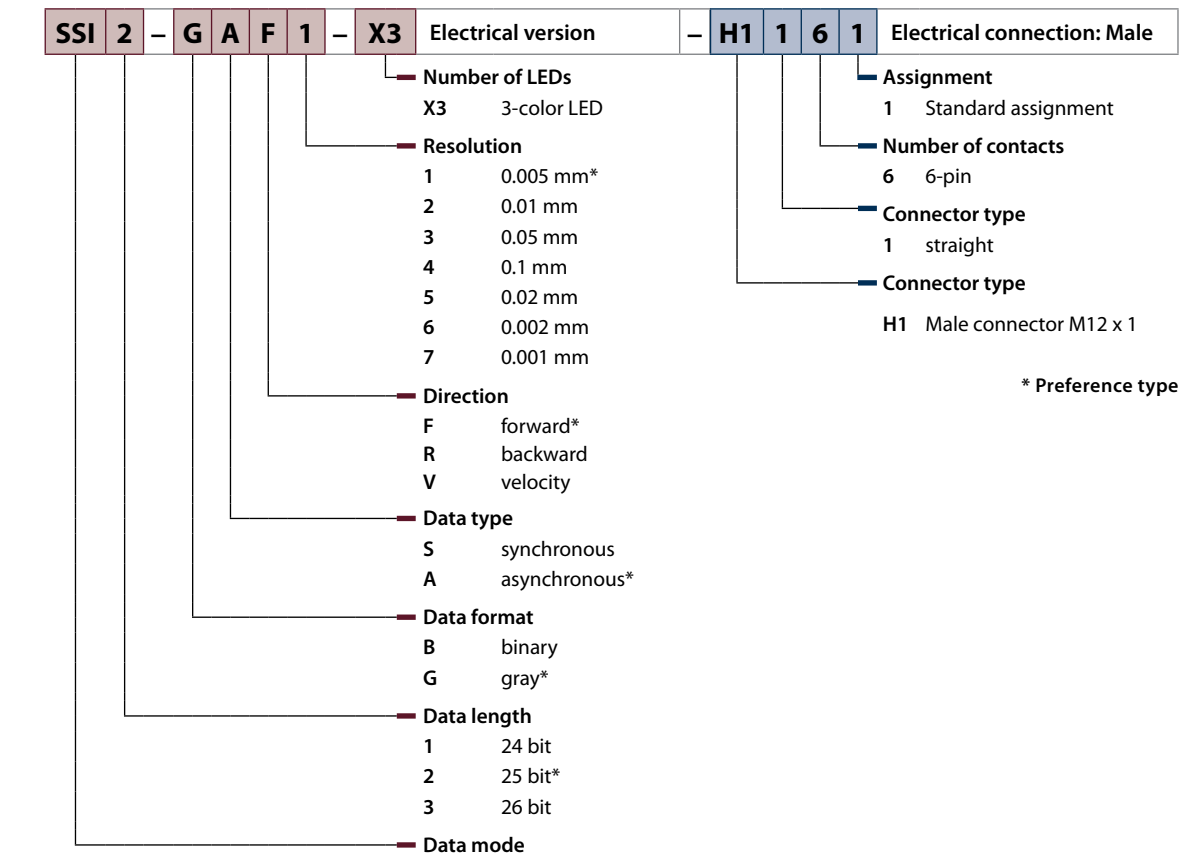 SSI 2 – G A F 1 – X3 Electrical version – H1 1 6 1 Electrical connection: Male
Number of LEDs
X3 3-color LED
Resolution
1 0.005 mm*
2 0.01 mm
3 0.05 mm
4 0.1 mm
5 0.02 mm
6 0.002 mm
7 0.001 mm
Direction
F forward*
R backward
V velocity
Data type
S synchronous
A asynchronous*
Data format
B binary
G gray*
Data length
1 24 bit
2 25 bit*
3 26 bit
Data mode
Assignment
1 Standard assignment
Number of contacts
6 6-pin
Connector type
1 straight
Connector type
H1 Male connector M12 x 1
* Preference type